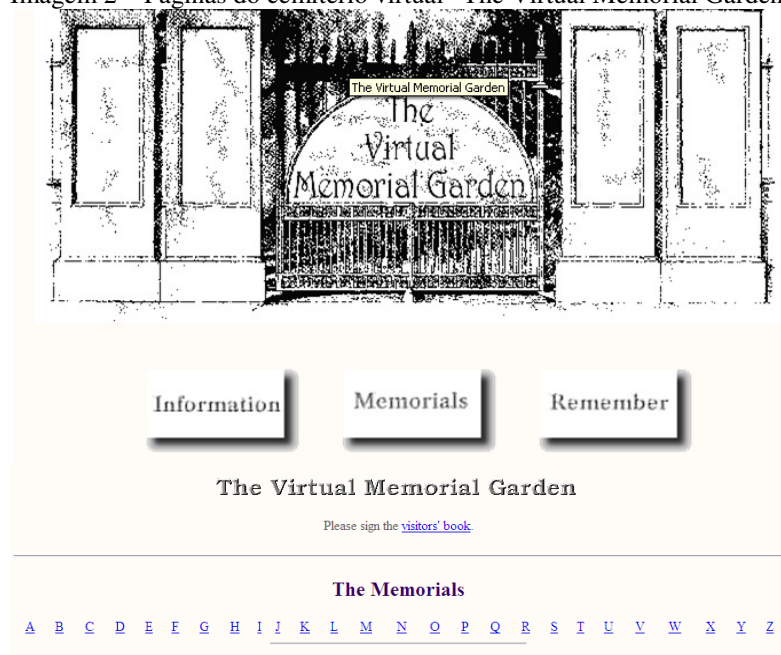 Imagem 2 – Páginas do cemitério virtual "The Virtual Memorial Garden
The Virtual Memorial Garden
The
Virtual
Memorial Garden
Information
Memorials
Remember
The Virtual Memorial Garden
Please sign the visitors' book.
The Memorials
A B C D E F G H I J K L M N O P Q R S T U V W X Y Z